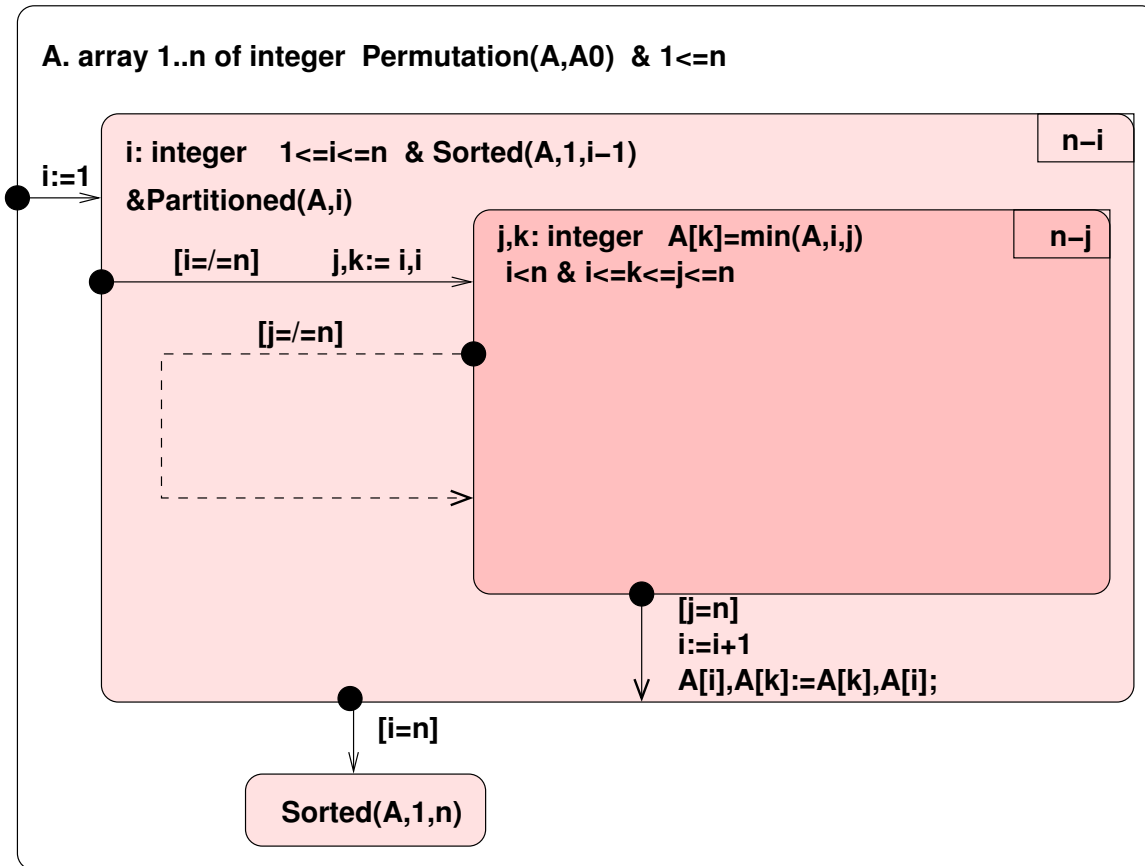 A. array 1..n of integer  Permutation(A,A0)  & 1<=n
n−i
i: integer    1<=i<=n  & Sorted(A,1,i−1)
i:=1
&Partitioned(A,i)
n−j
j,k: integer   A[k]=min(A,i,j)
[i=/=n]         j,k:= i,i
i<n & i<=k<=j<=n
[j=/=n]
[j=n]
i:=i+1
A[i],A[k]:=A[k],A[i];
[i=n]
Sorted(A,1,n)